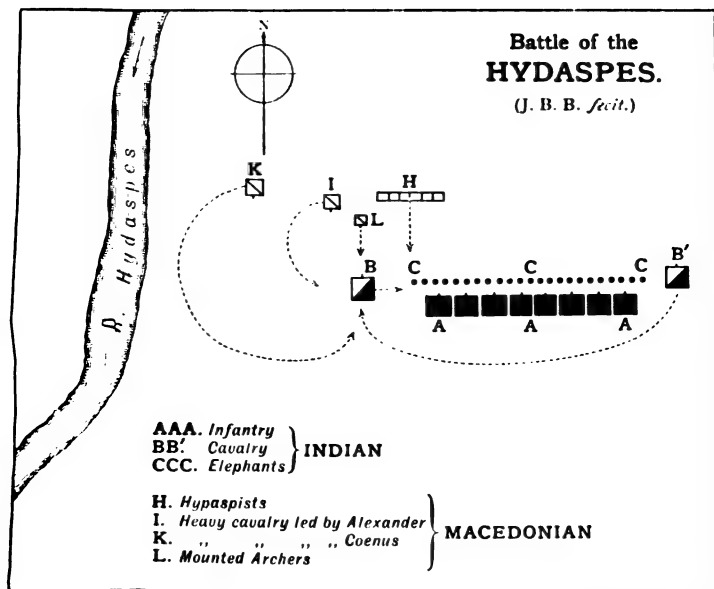 Battle of the
HYDASPES.
(J. B. B. fecit.)
N
K
I
H
L
B
C
C
C
B'
A
A
A
R. Hydaspes
AAA. Infantry
BB'. Cavalry
CCC. Elephants
INDIAN
H. Hypaspists
I. Heavy cavalry led by Alexander
K. „ „ „ „ Coenus
L. Mounted Archers
MACEDONIAN